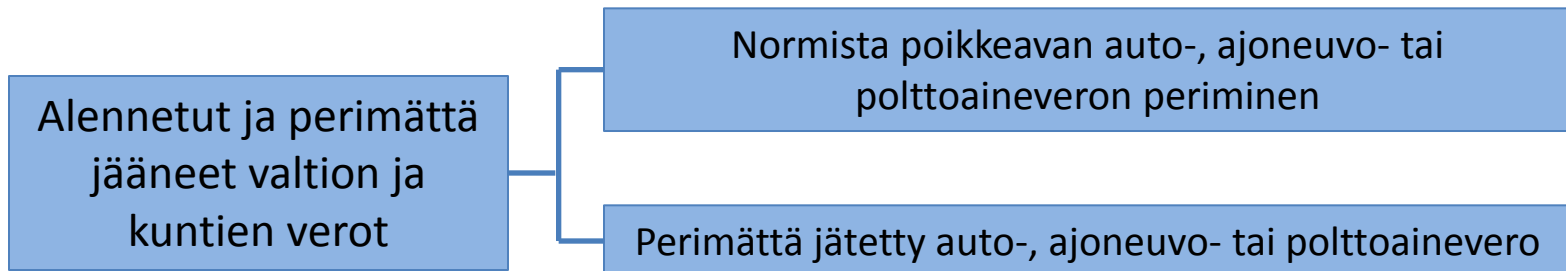 Alennetut ja perimättä
jääneet valtion ja
kuntien verot
Normista poikkeavan auto-, ajoneuvo- tai
polttoaineveron periminen
Perimättä jätetty auto-, ajoneuvo- tai polttoainevero